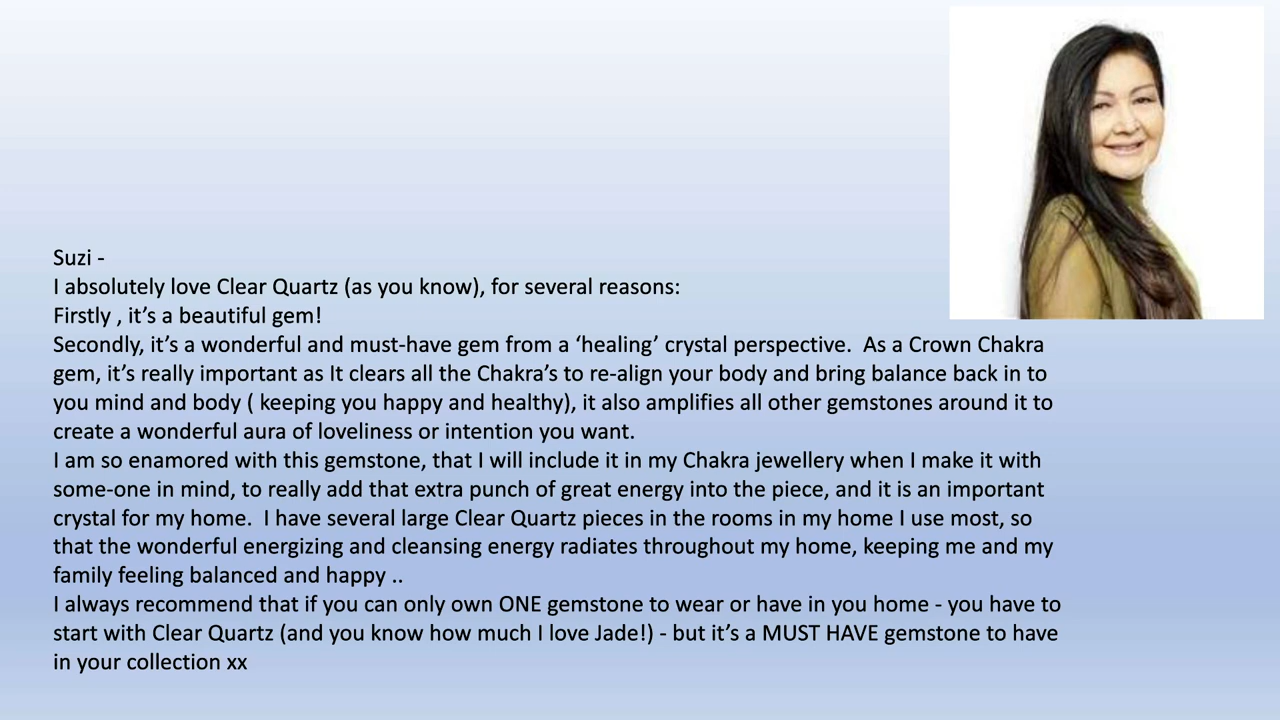 Suzi -
I absolutely love Clear Quartz (as you know), for several reasons:
Firstly , it’s a beautiful gem!
Secondly, it’s a wonderful and must-have gem from a ‘healing’ crystal perspective.  As a Crown Chakra
gem, it’s really important as It clears all the Chakra’s to re-align your body and bring balance back in to
you mind and body ( keeping you happy and healthy), it also amplifies all other gemstones around it to
create a wonderful aura of loveliness or intention you want.
I am so enamored with this gemstone, that I will include it in my Chakra jewellery when I make it with
some-one in mind, to really add that extra punch of great energy into the piece, and it is an important
crystal for my home.  I have several large Clear Quartz pieces in the rooms in my home I use most, so
that the wonderful energizing and cleansing energy radiates throughout my home, keeping me and my
family feeling balanced and happy ..
I always recommend that if you can only own ONE gemstone to wear or have in you home - you have to
start with Clear Quartz (and you know how much I love Jade!) - but it’s a MUST HAVE gemstone to have
in your collection xx